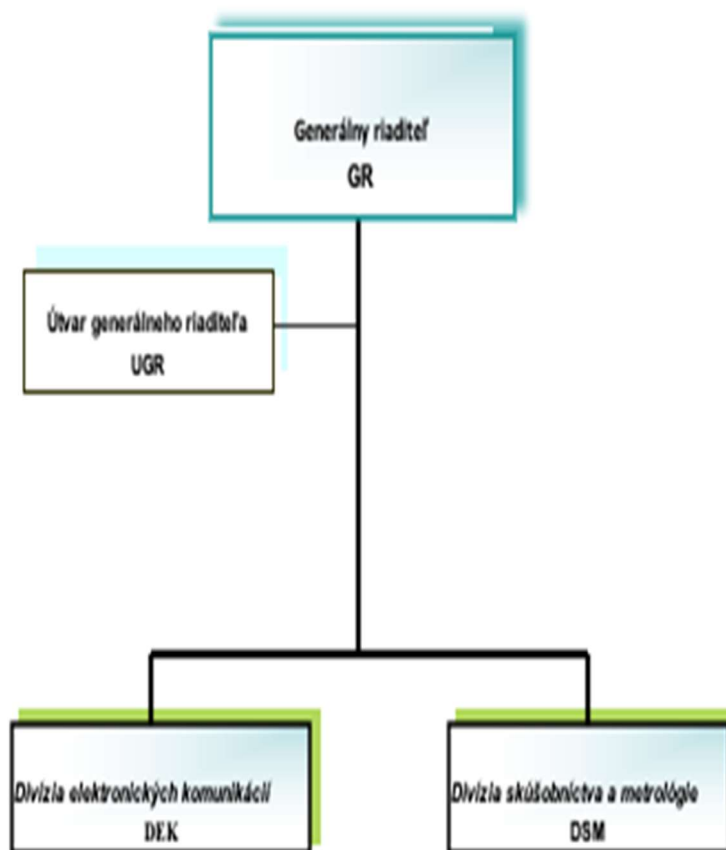 Generálny riaditeľ
GR
Útvar generálneho riaditeľa
UGR
Divízia elektronických komunikácií
DEK
Divízia skúšobníctva a metrológie
DSM